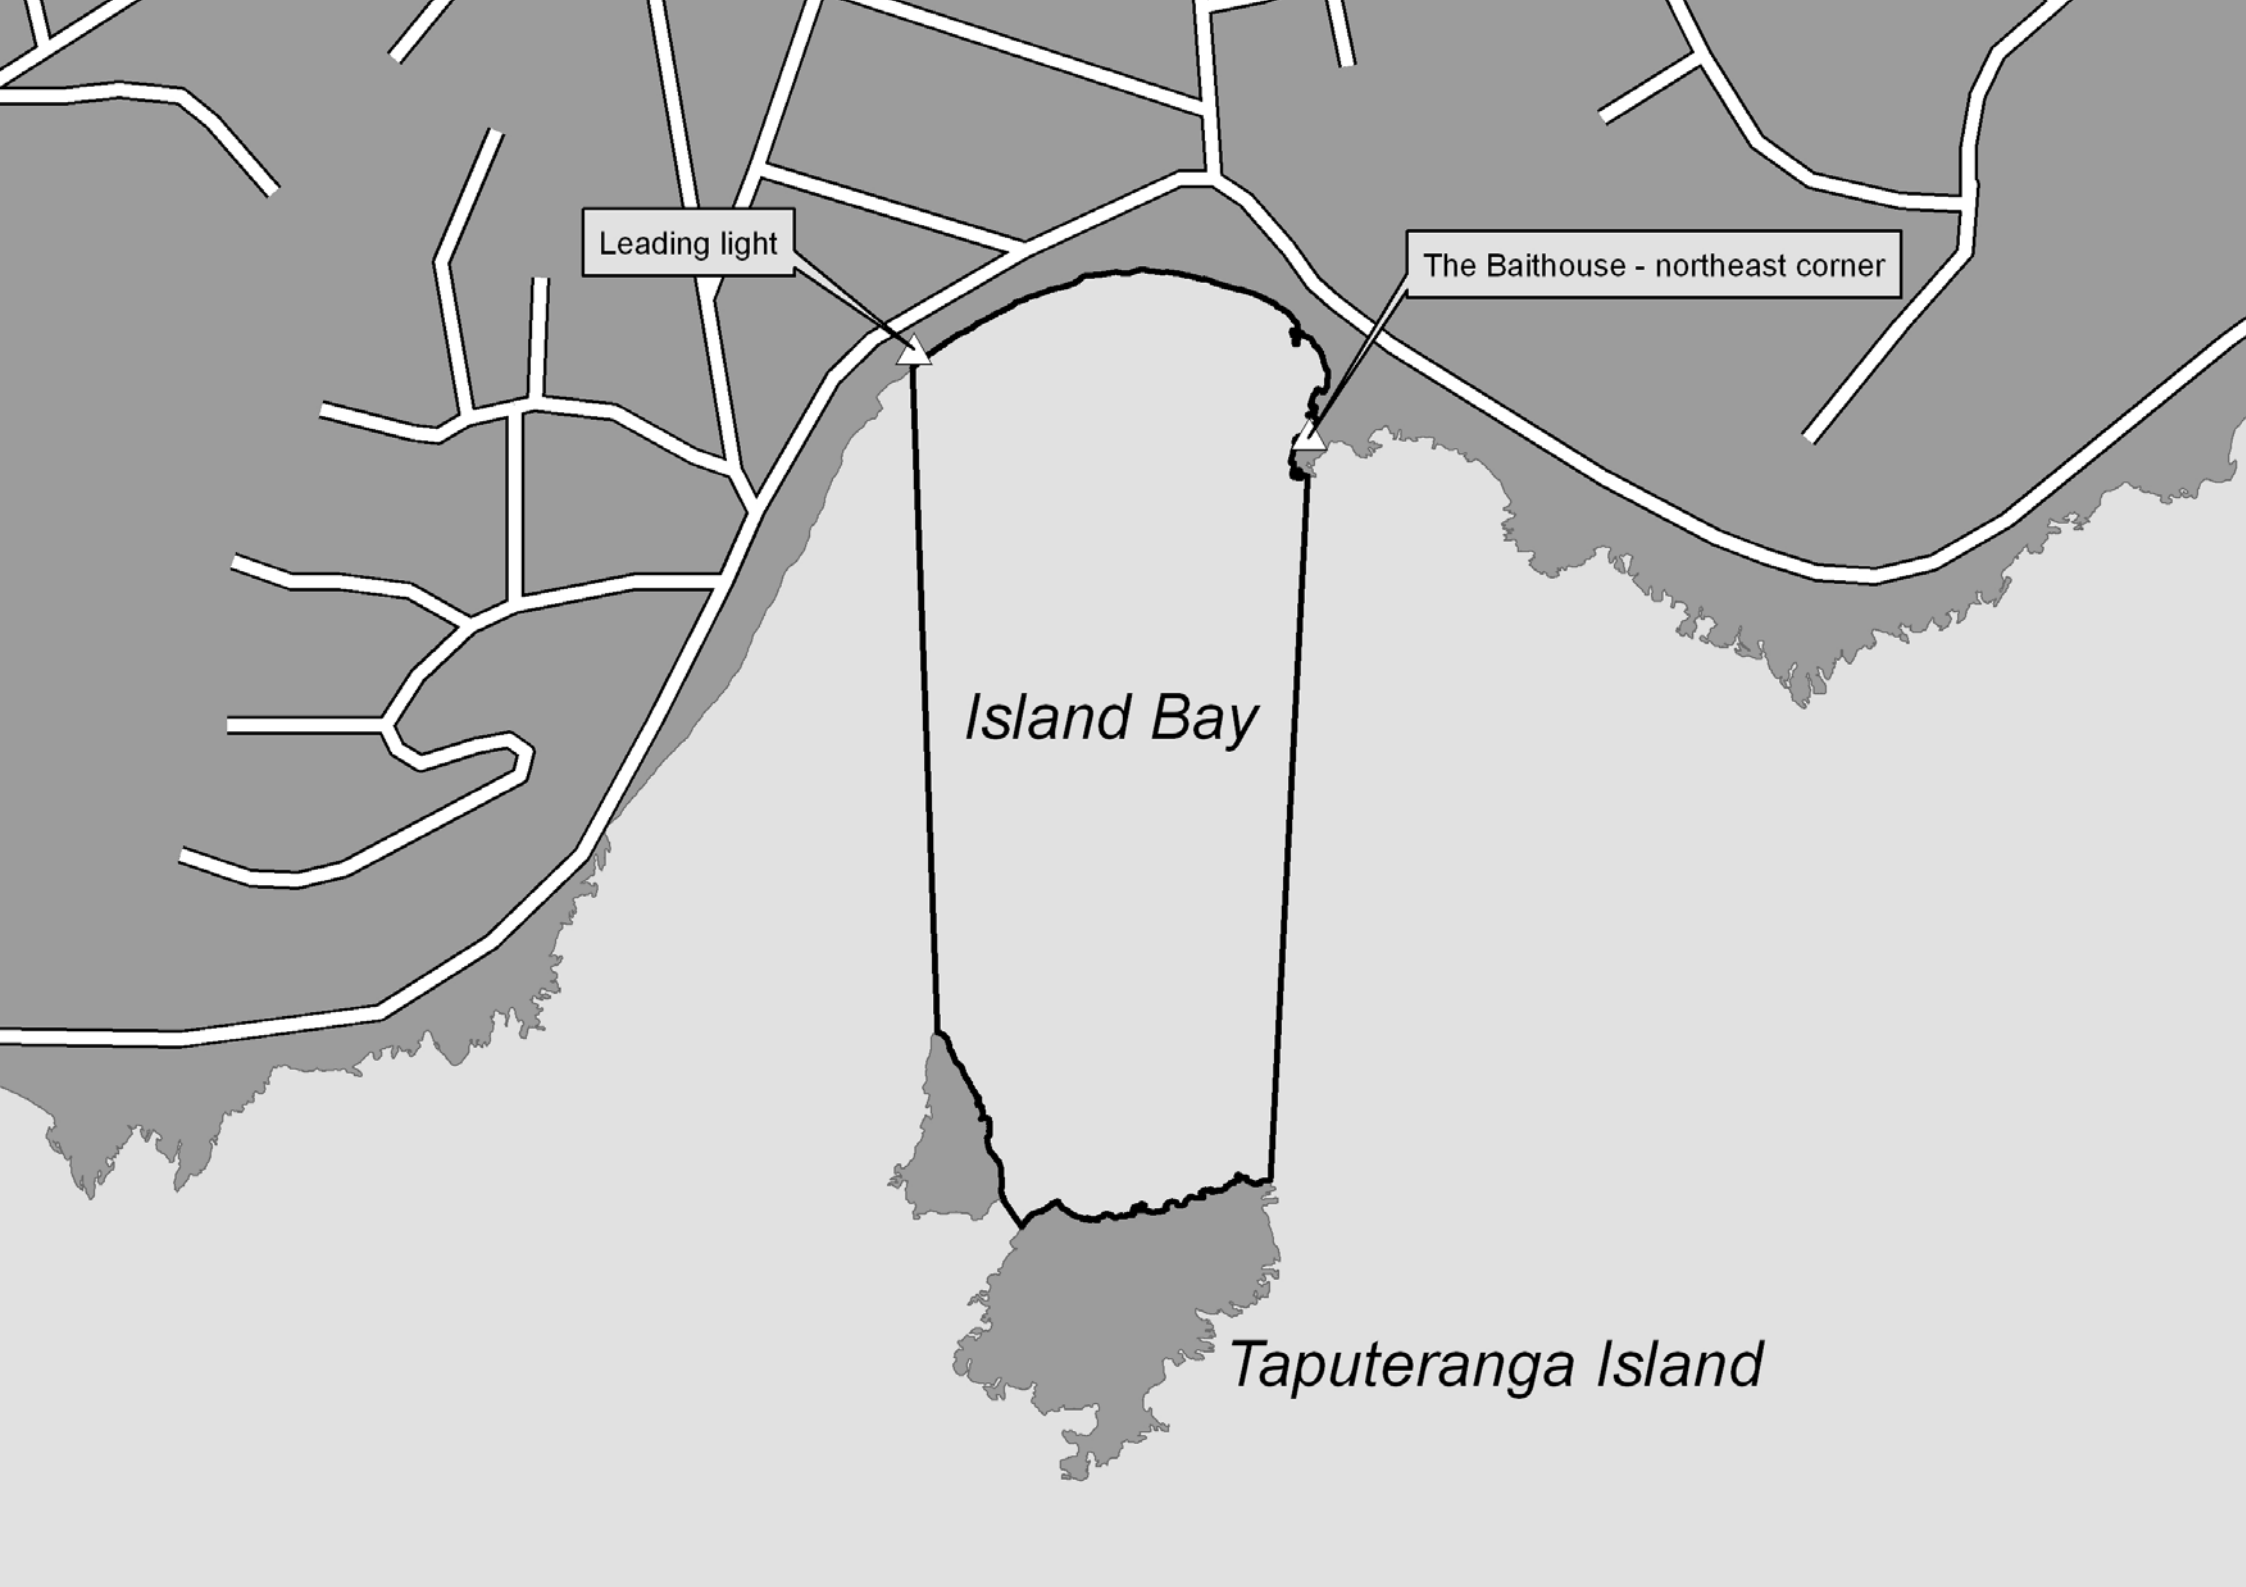 Leading light
The Baithouse - northeast corner
Island Bay
Taputeranga Island